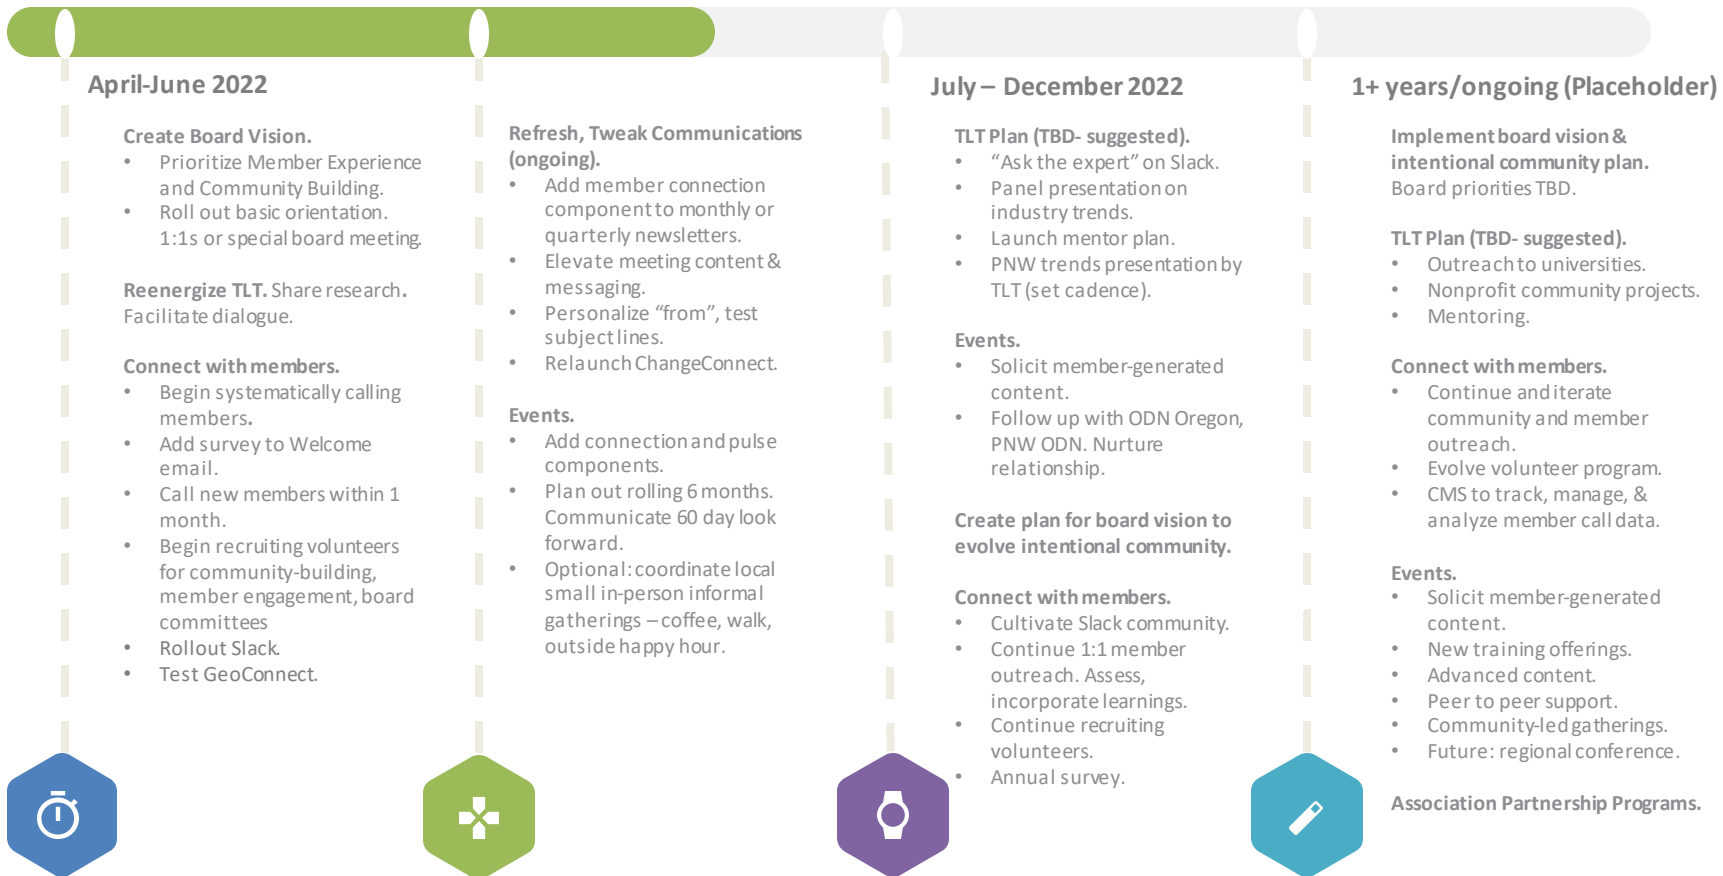 April-June 2022
Create Board Vision.
• Prioritize Member Experience
and Community Building.
• Roll out basic orientation.
1:1s or special board meeting.
Reenergize TLT. Share research.
Facilitate dialogue.
Connect with members.
• Begin systematically calling
members.
• Add survey to Welcome
email.
• Call new members within 1
month.
• Begin recruiting volunteers
for community-building,
member engagement, board
committees
• Rollout Slack.
• Test GeoConnect.
Refresh, Tweak Communications
(ongoing).
• Add member connection
component to monthly or
quarterly newsletters.
• Elevate meeting content &
messaging.
• Personalize “from”, test
subject lines.
• Relaunch ChangeConnect.
Events.
• Add connection and pulse
components.
• Plan out rolling 6 months.
Communicate 60 day look
forward.
• Optional: coordinate local
small in-person informal
gatherings – coffee, walk,
outside happy hour.
July – December 2022
TLT Plan (TBD- suggested).
• “Ask the expert” on Slack.
• Panel presentation on
industry trends.
• Launch mentor plan.
• PNW trends presentation by
TLT (set cadence).
Events.
• Solicit member-generated
content.
• Follow up with ODN Oregon,
PNW ODN. Nurture
relationship.
Create plan for board vision to
evolve intentional community.
Connect with members.
• Cultivate Slack community.
• Continue 1:1 member
outreach. Assess,
incorporate learnings.
• Continue recruiting
volunteers.
• Annual survey.
1+ years/ongoing (Placeholder)
Implement board vision &
intentional community plan.
Board priorities TBD.
TLT Plan (TBD- suggested).
• Outreach to universities.
• Nonprofit community projects.
• Mentoring.
Connect with members.
• Continue and iterate
community and member
outreach.
• Evolve volunteer program.
• CMS to track, manage, &
analyze member call data.
Events.
• Solicit member-generated
content.
• New training offerings.
• Advanced content.
• Peer to peer support.
• Community-led gatherings.
• Future: regional conference.
Association Partnership Programs.